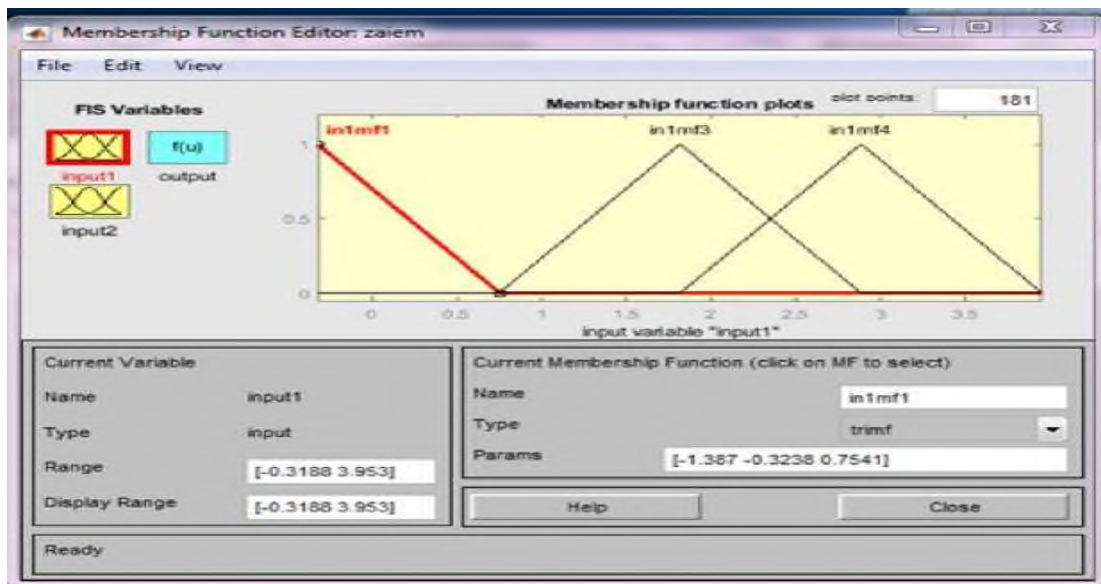 Membership Function Editor: zaiem
File Edit View
FIS Variables
input1
f(u)
output
input2
Membership function plots
plot points:
181
in1mf1 in1mf3 in1mf4
1
0.5
0
0 0.5 1 1.5 2 2.5 3 3.5
input variable "input1"
Current Variable
Name input1
Type input
Range [-0.3188 3.953]
Display Range [-0.3188 3.953]
Current Membership Function (click on MF to select)
Name in1mf1
Type trimf
Params [-1.387 -0.3238 0.7541]
Help Close
Ready